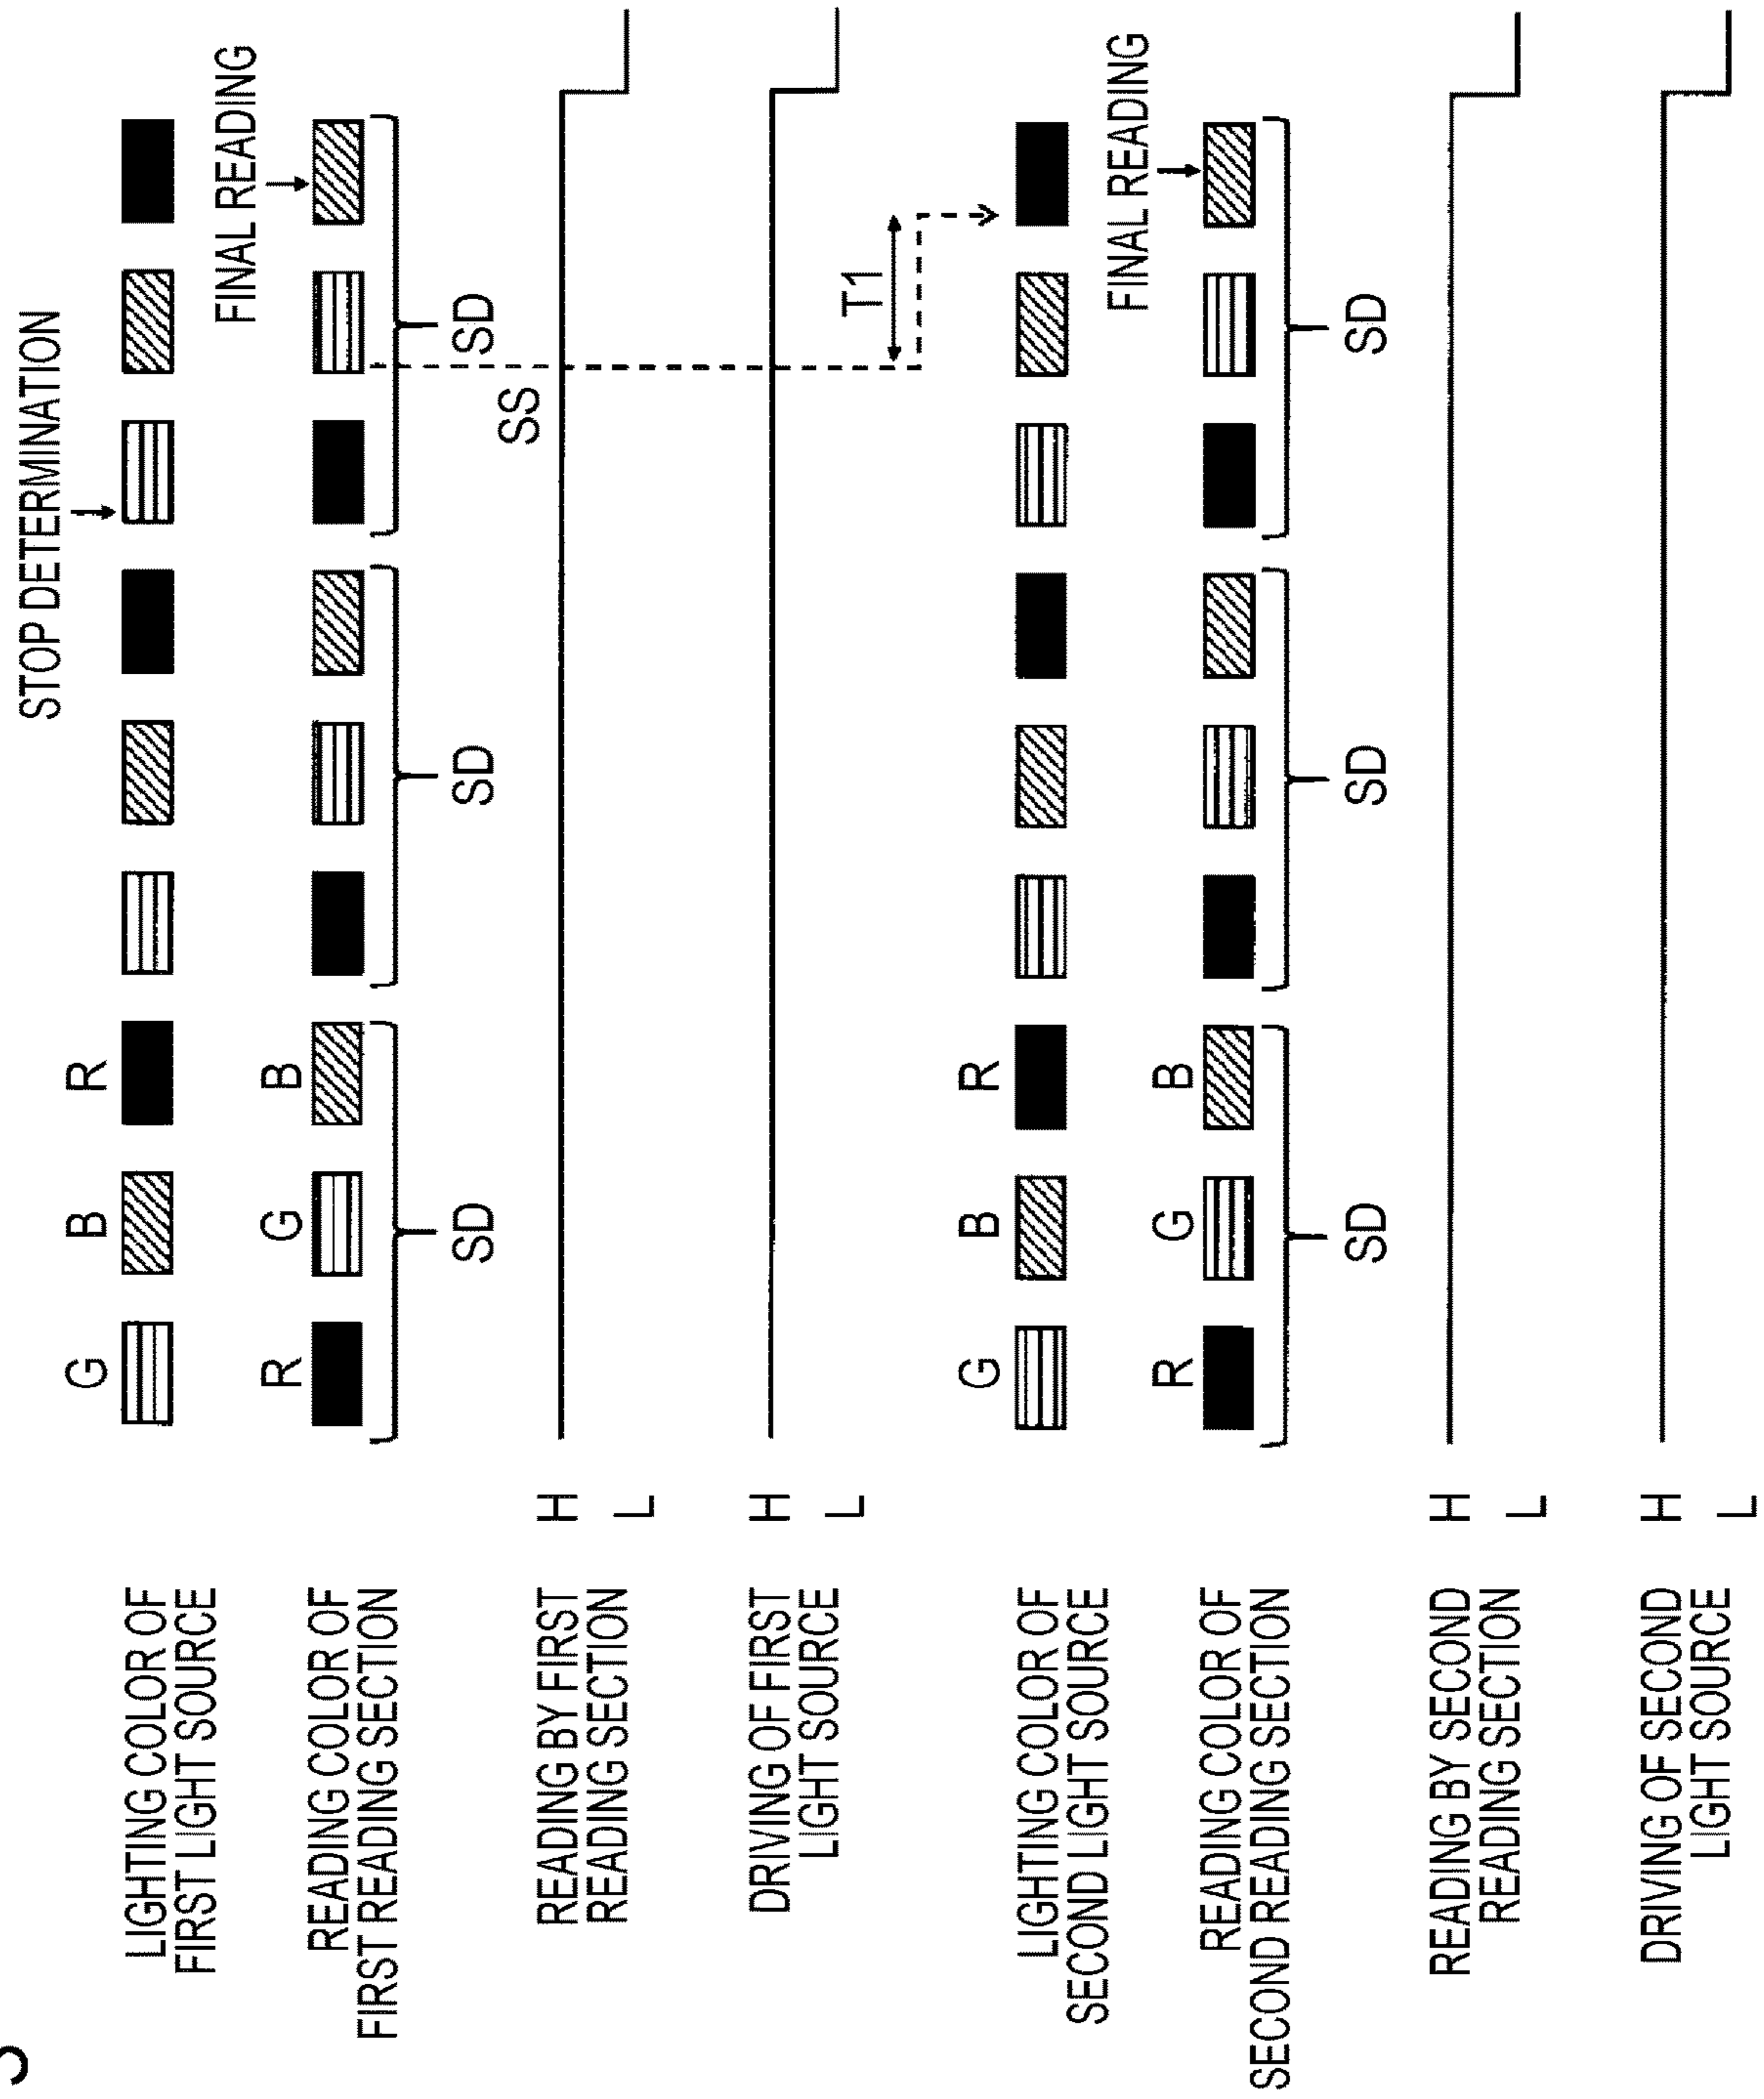 STOP DETERMINATION
G
B
R
LIGHTING COLOR OF
FIRST LIGHT SOURCE
FINAL READING
R
G
B
READING COLOR OF
FIRST READING SECTION
SD
SD
SD
SS
READING BY FIRST
READING SECTION
H
L
DRIVING OF FIRST
LIGHT SOURCE
H
L
T1
G
B
R
LIGHTING COLOR OF
SECOND LIGHT SOURCE
FINAL READING
R
G
B
READING COLOR OF
SECOND READING SECTION
SD
SD
SD
READING BY SECOND
READING SECTION
H
L
DRIVING OF SECOND
LIGHT SOURCE
H
L